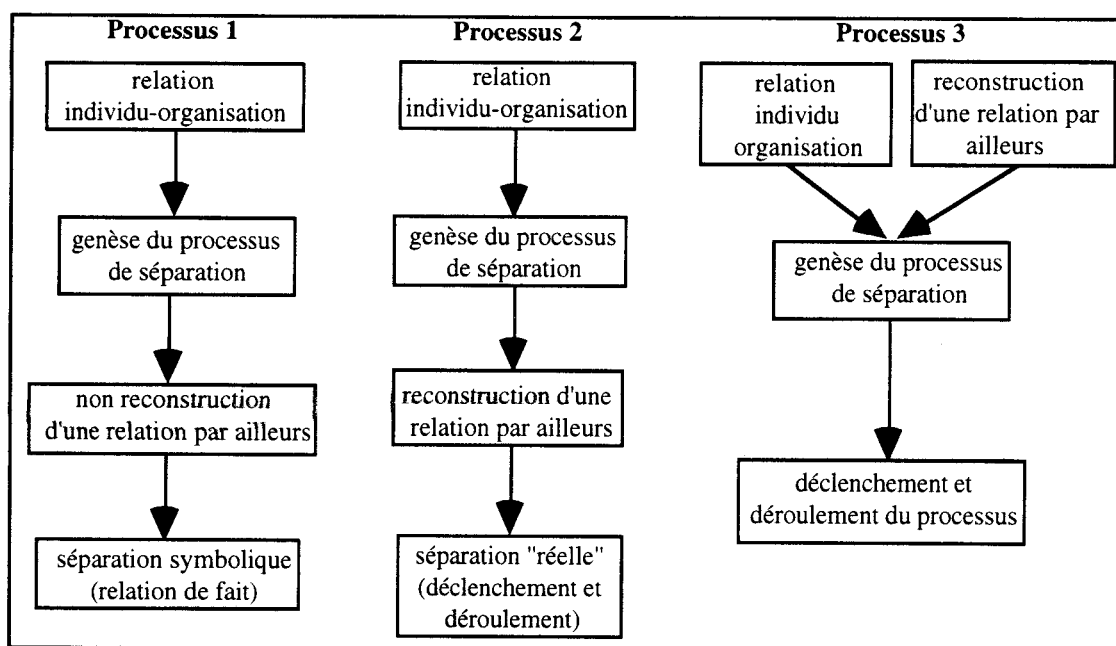 Processus 1
relation
individu-organisation
genèse du processus
de séparation
non reconstruction
d'une relation par ailleurs
séparation symbolique
(relation de fait)
Processus 2
relation
individu-organisation
genèse du processus
de séparation
reconstruction d'une
relation par ailleurs
séparation "réelle"
(déclenchement et
déroulement)
Processus 3
relation
individu
organisation
reconstruction
d'une relation par
ailleurs
genèse du processus
de séparation
déclenchement et
déroulement du processus